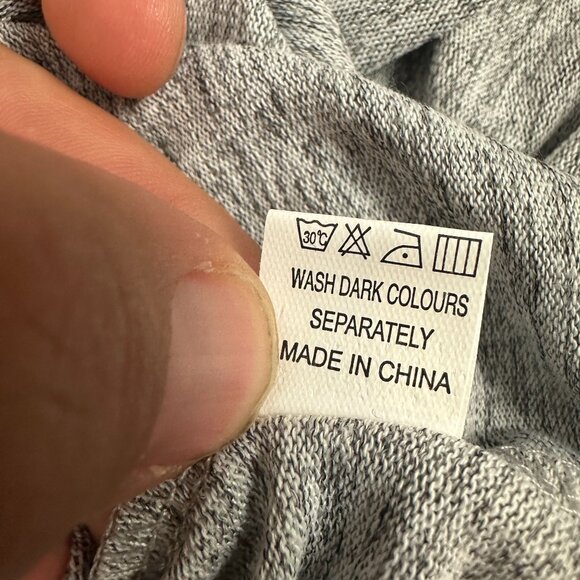 30°C
WASH DARK COLOURS
SEPARATELY
MADE IN CHINA